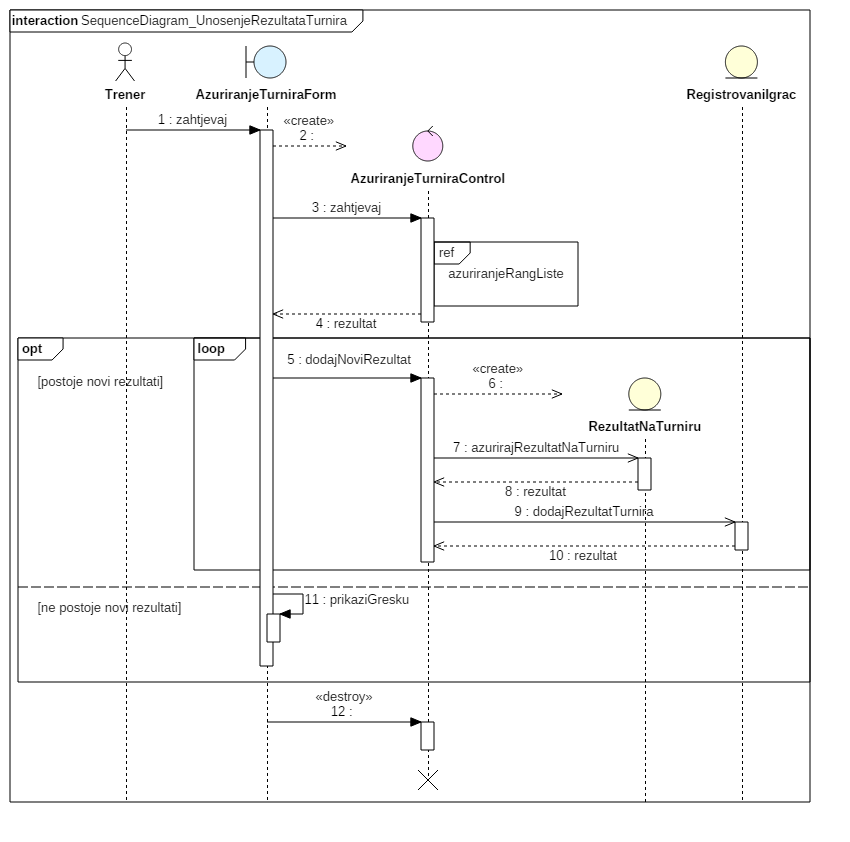 interaction SequenceDiagram_UnosenjeRezultataTurnira
Trener
AzuriranjeTurniraForm
RegistrovaniIgrac
1 : zahtjevaj
«create»
2 :
AzuriranjeTurniraControl
3 : zahtjevaj
ref
azuriranjeRangListe
4 : rezultat
opt
loop
5 : dodajNoviRezultat
[postoje novi rezultati]
«create»
6 :
RezultatNaTurniru
7 : azurirajRezultatNaTurniru
8 : rezultat
9 : dodajRezultatTurnira
10 : rezultat
[ne postoje novi rezultati]
11 : prikaziGresku
«destroy»
12 :